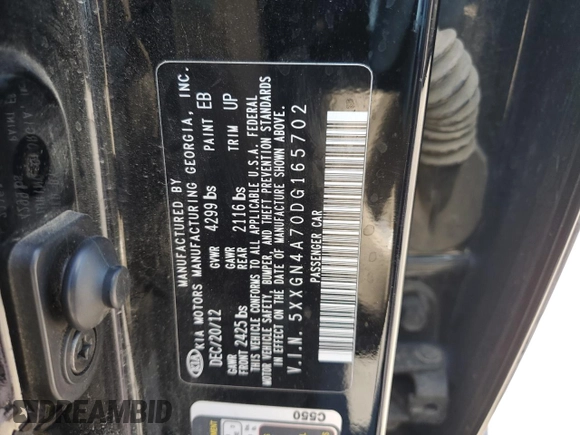 MANUFACTURED BY
KIA KIA MOTORS MANUFACTURING GEORGIA, INC.
DEC/20/12 GVWR 4299 lbs PAINT EB
GAWR GAWR
FRONT 2425 lbs REAR 2116 lbs TRIM UP
THIS VEHICLE CONFORMS TO ALL APPLICABLE U.S.A. FEDERAL
MOTOR VEHICLE SAFETY, BUMPER, AND THEFT PREVENTION STANDARDS
IN EFFECT ON THE DATE OF MANUFACTURE SHOWN ABOVE.
V.I.N. 5XXGN4A70DG165702
PASSENGER CAR
C550
DREAMBID